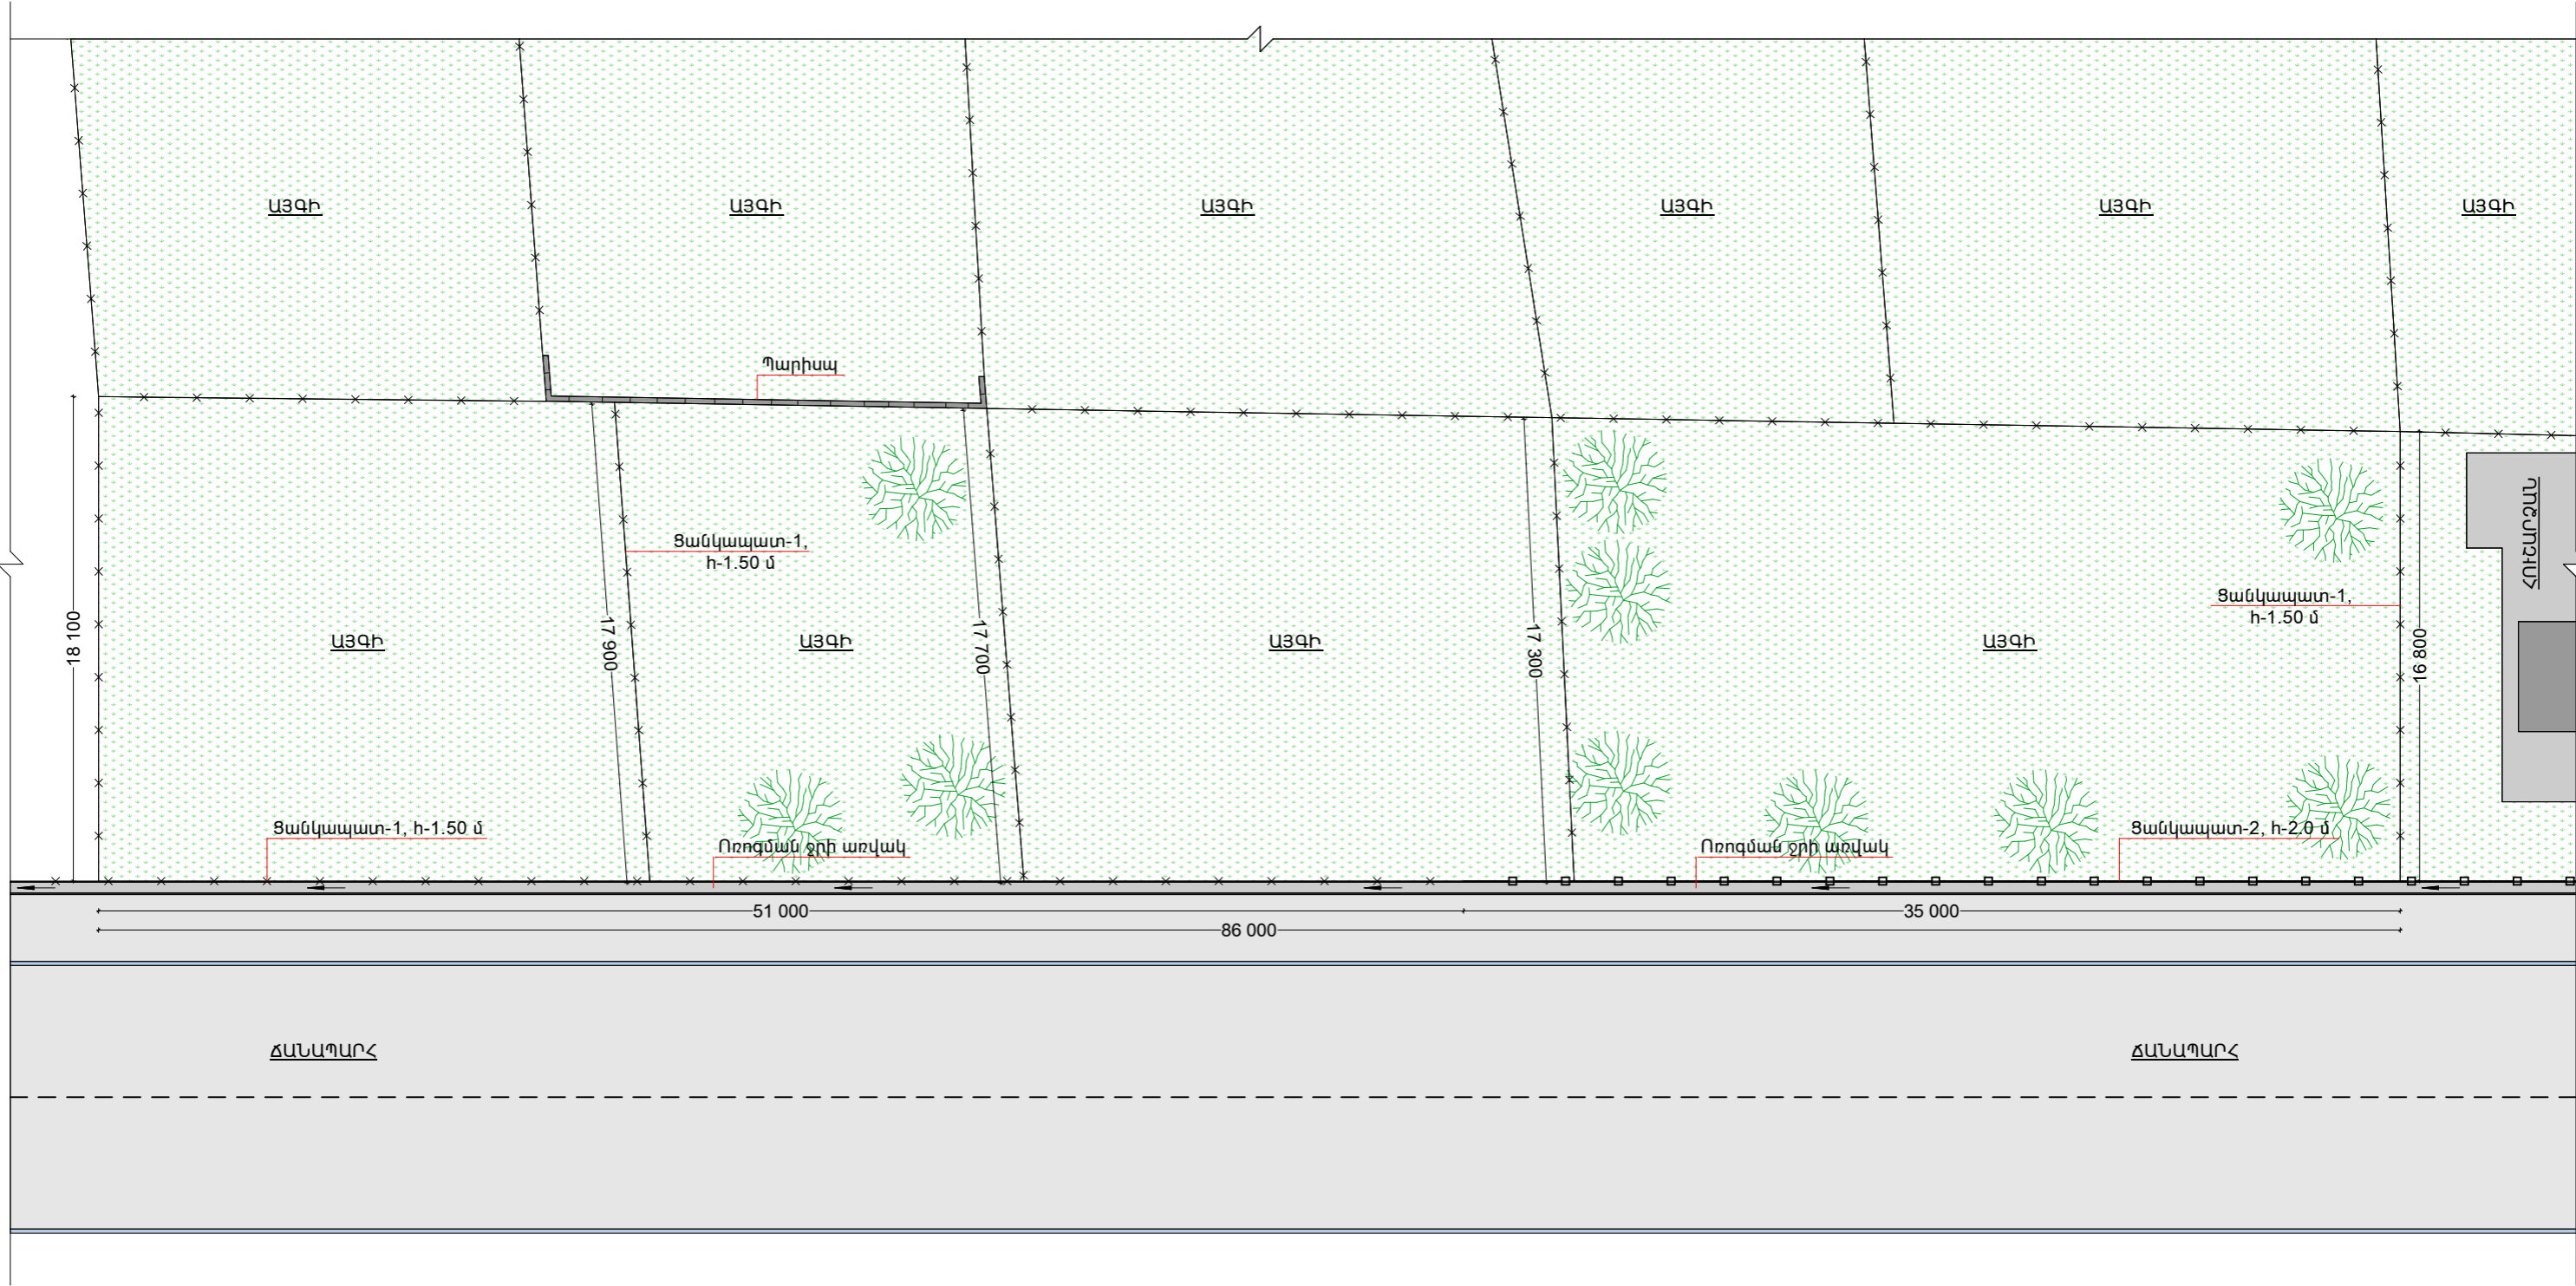 ԱՅԳԻ
ԱՅԳԻ
ԱՅԳԻ
ԱՅԳԻ
ԱՅԳԻ
ԱՅԳԻ
Պարիսպ
ՀՈՒՇԱՐՁԱՆ
Ցանկապատ-1,
հ-1.50 մ
Ցանկապատ-1,
հ-1.50 մ
18 100
ԱՅԳԻ
17 900
ԱՅԳԻ
17 700
ԱՅԳԻ
17 300
ԱՅԳԻ
16 800
Ցանկապատ-1, հ-1.50 մ
Ոռոգման ջրի առվակ
Ոռոգման ջրի առվակ
Ցանկապատ-2, հ-2.0 մ
51 000
35 000
86 000
ՃԱՆԱՊԱՐՀ
ՃԱՆԱՊԱՐՀ